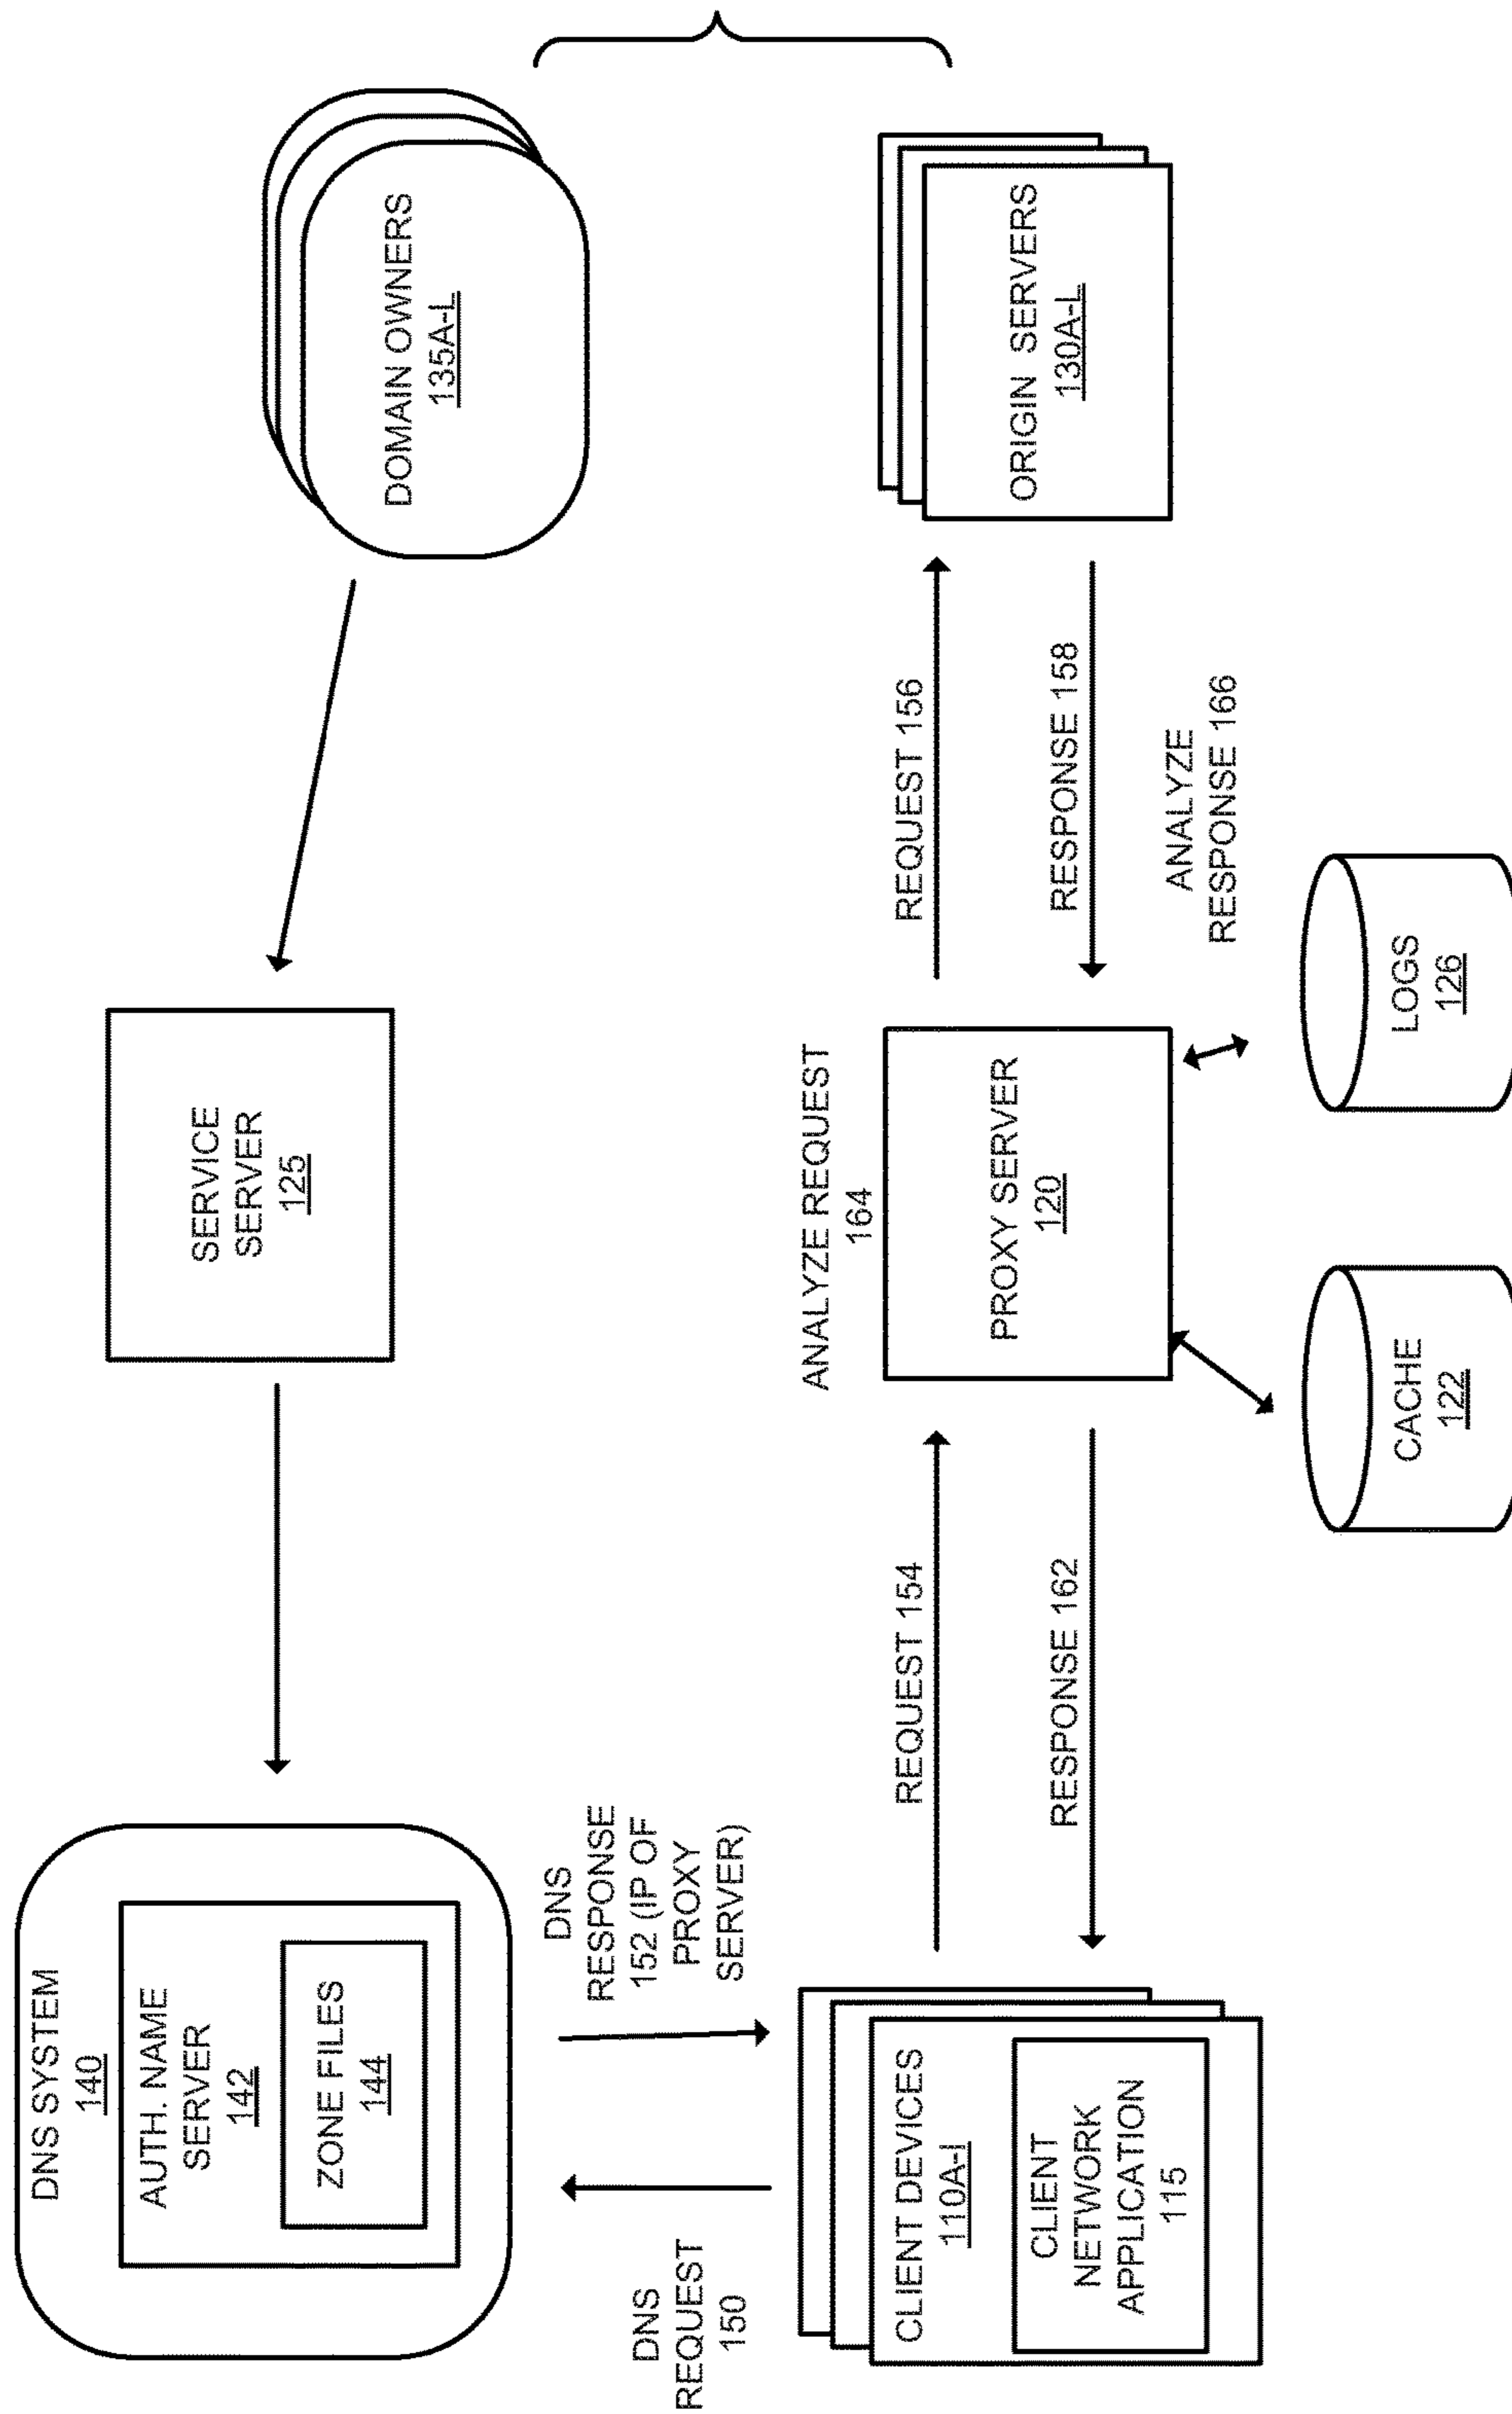 DNS SYSTEM
140
AUTH. NAME
SERVER
142
ZONE FILES
144
SERVICE
SERVER
125
DOMAIN OWNERS
135A-L
DNS
REQUEST
150
DNS
RESPONSE
152 (IP OF
PROXY
SERVER)
CLIENT DEVICES
110A-I
CLIENT
NETWORK
APPLICATION
115
REQUEST 154
RESPONSE 162
ANALYZE REQUEST
164
PROXY SERVER
120
REQUEST 156
RESPONSE 158
ANALYZE
RESPONSE 166
ORIGIN SERVERS
130A-L
CACHE
122
LOGS
126